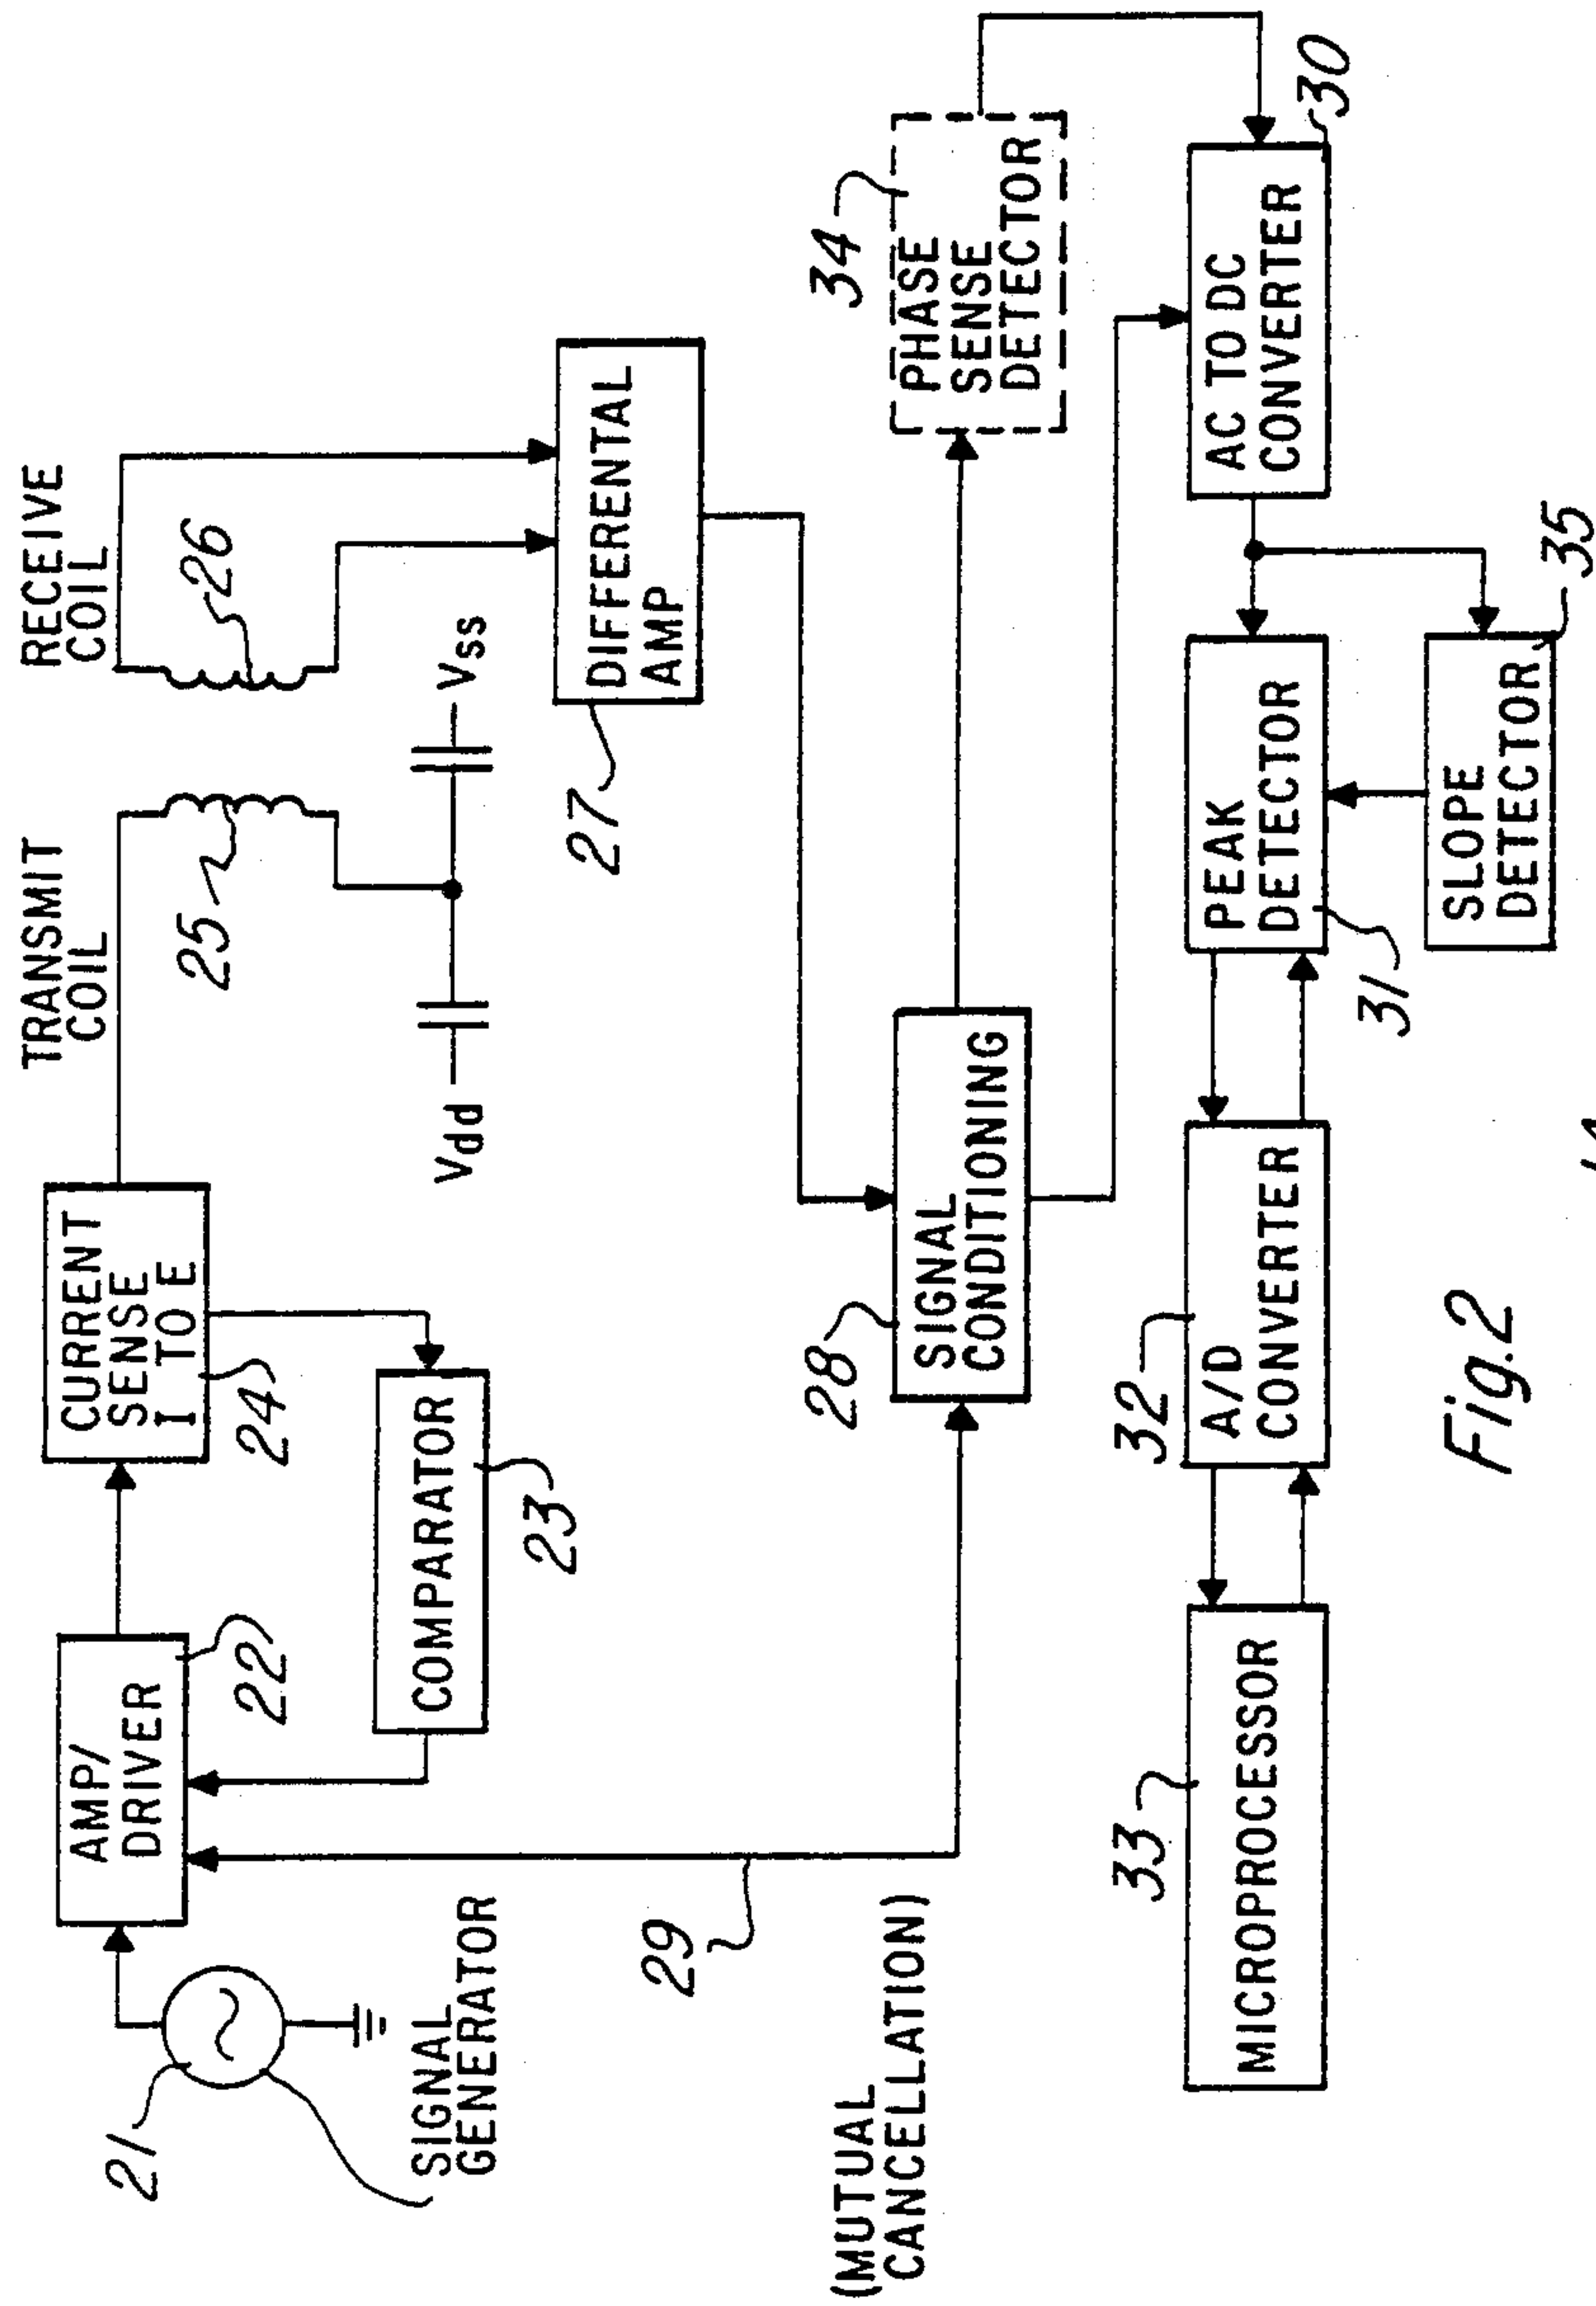 TRANSMIT
COIL
RECEIVE
COIL
AMP/
DRIVER
22
CURRENT
SENSE
I TO E
24
25
26
21
SIGNAL
GENERATOR
COMPARATOR
23
Vdd
Vss
DIFFERENTAL
AMP
27
29
(MUTUAL
CANCELLATION)
28
SIGNAL
CONDITIONING
34
PHASE
SENSE
DETECTOR
33
MICROPROCESSOR
32
A/D
CONVERTER
PEAK
DETECTOR
31
AC TO DC
CONVERTER
30
SLOPE
DETECTOR
35
Fig.2